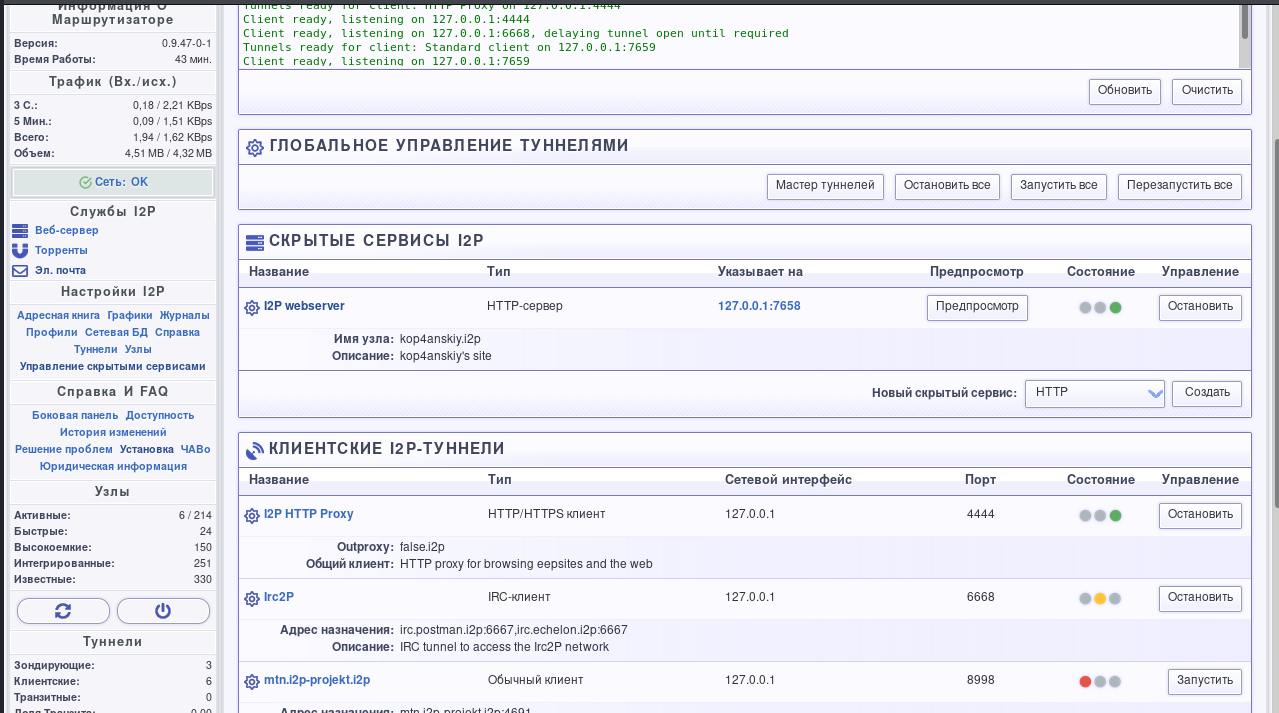 Информация О
Маршрутизаторе
Версия: 0.9.47-0-1
Время Работы: 43 мин.
Трафик (Вх./исх.)
3 С.: 0,18 / 2,21 KBps
5 Мин.: 0,09 / 1,51 KBps
Всего: 1,94 / 1,62 KBps
Объем: 4,51 MB / 4,32 MB
Сеть: OK
Службы I2P
Веб-сервер
Торренты
Эл. почта
Настройки I2P
Адресная книга Графики Журналы
Профили Сетевая БД Справка
Туннели Узлы
Управление скрытыми сервисами
Справка И FAQ
Боковая панель Доступность
История изменений
Решение проблем Установка ЧАВо
Юридическая информация
Узлы
Активные: 6 / 214
Быстрые: 24
Высокоемкие: 150
Интегрированные: 251
Известные: 330
Туннели
Зондирующие: 3
Клиентские: 6
Транзитные: 0
Доля Транзита: 0,00
Tunnels ready for client: HTTP Proxy on 127.0.0.1:4444
Client ready, listening on 127.0.0.1:4444
Client ready, listening on 127.0.0.1:6668, delaying tunnel open until required
Tunnels ready for client: Standard client on 127.0.0.1:7659
Client ready, listening on 127.0.0.1:7659
Обновить Очистить
ГЛОБАЛЬНОЕ УПРАВЛЕНИЕ ТУННЕЛЯМИ
Мастер туннелей Остановить все Запустить все Перезапустить все
СКРЫТЫЕ СЕРВИСЫ I2P
Название Тип Указывает на Предпросмотр Состояние Управление
I2P webserver HTTP-сервер 127.0.0.1:7658 Предпросмотр Остановить
Имя узла: kop4anskiy.i2p
Описание: kop4anskiy's site
Новый скрытый сервис: HTTP Создать
КЛИЕНТСКИЕ I2P-ТУННЕЛИ
Название Тип Сетевой интерфейс Порт Состояние Управление
I2P HTTP Proxy HTTP/HTTPS клиент 127.0.0.1 4444 Остановить
Outproxy: false.i2p
Общий клиент: HTTP proxy for browsing eepsites and the web
Irc2P IRC-клиент 127.0.0.1 6668 Остановить
Адрес назначения: irc.postman.i2p:6667,irc.echelon.i2p:6667
Описание: IRC tunnel to access the Irc2P network
mtn.i2p-projekt.i2p Обычный клиент 127.0.0.1 8998 Запустить
Адрес назначения: mtn.i2p-projekt.i2p:4691